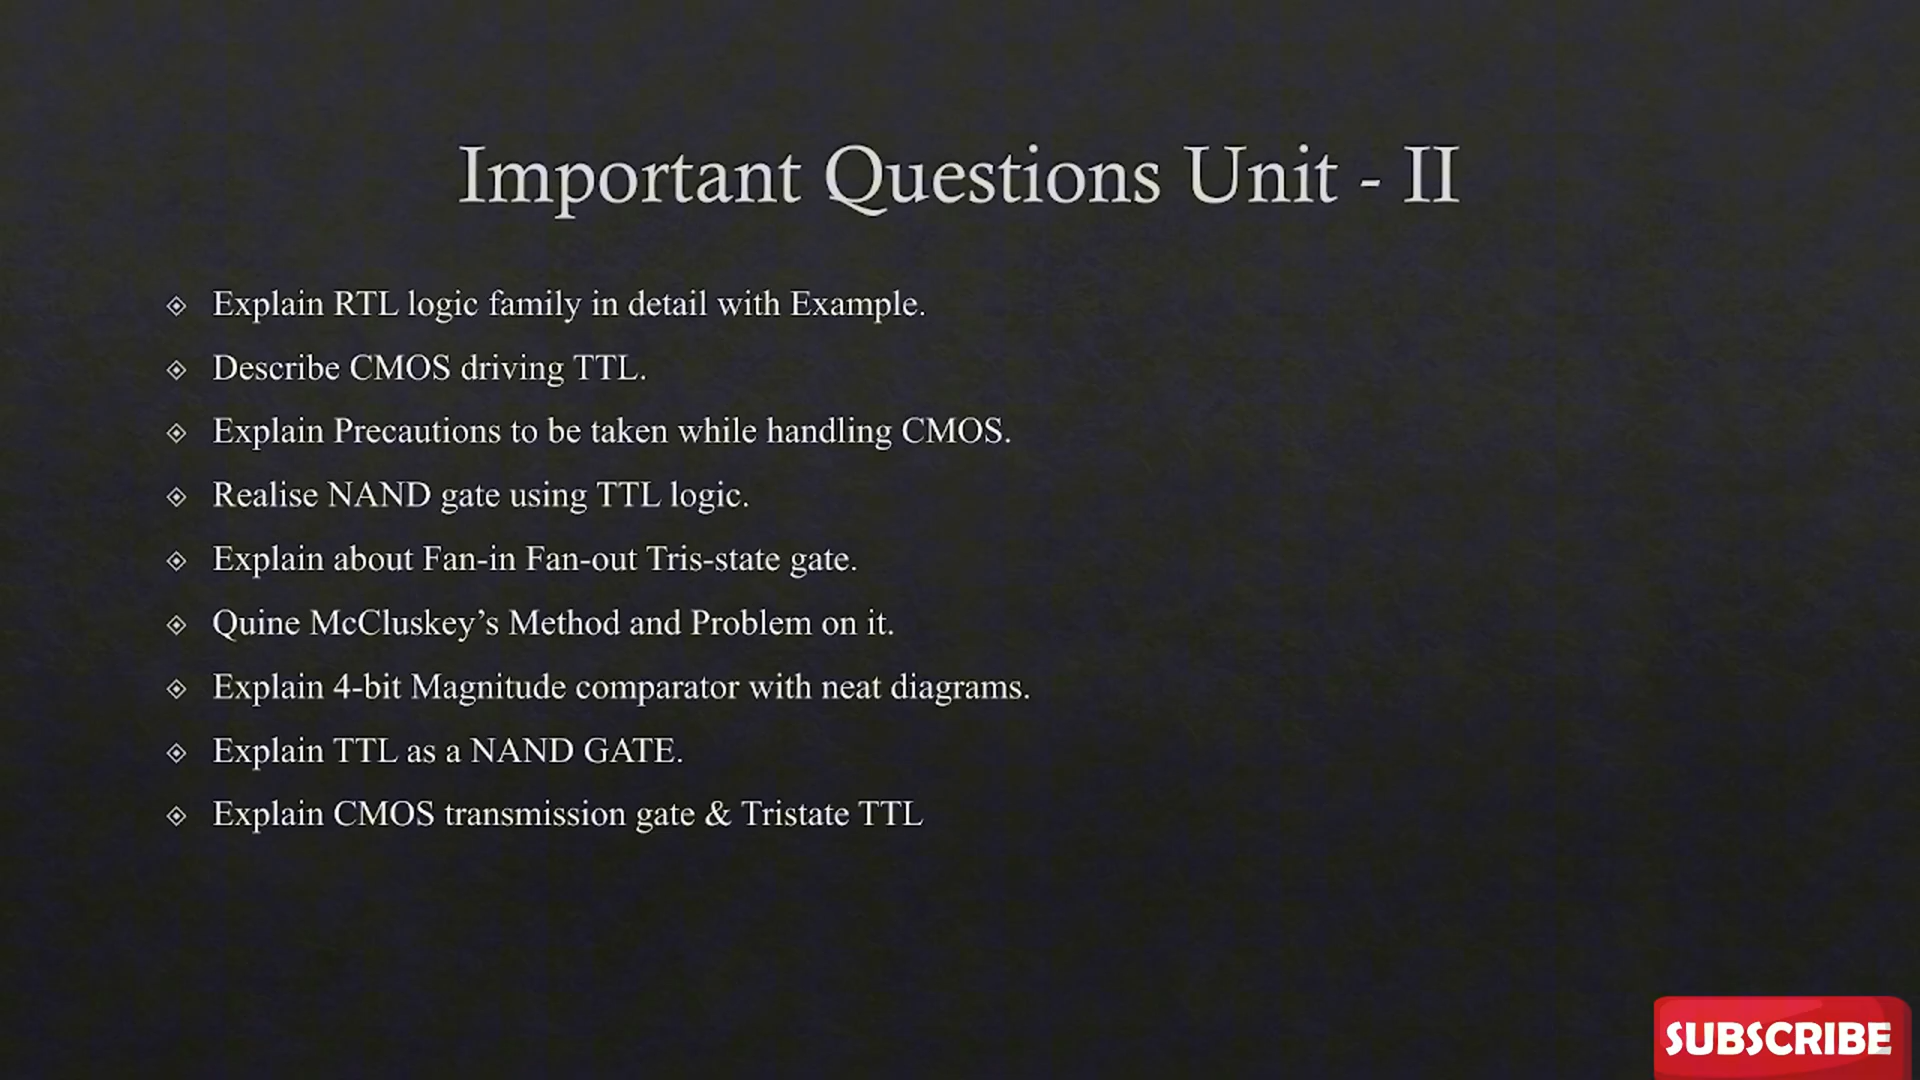 Important Questions Unit - II
Explain RTL logic family in detail with Example.
Describe CMOS driving TTL.
Explain Precautions to be taken while handling CMOS.
Realise NAND gate using TTL logic.
Explain about Fan-in Fan-out Tris-state gate.
Quine McCluskey’s Method and Problem on it.
Explain 4-bit Magnitude comparator with neat diagrams.
Explain TTL as a NAND GATE.
Explain CMOS transmission gate & Tristate TTL
SUBSCRIBE